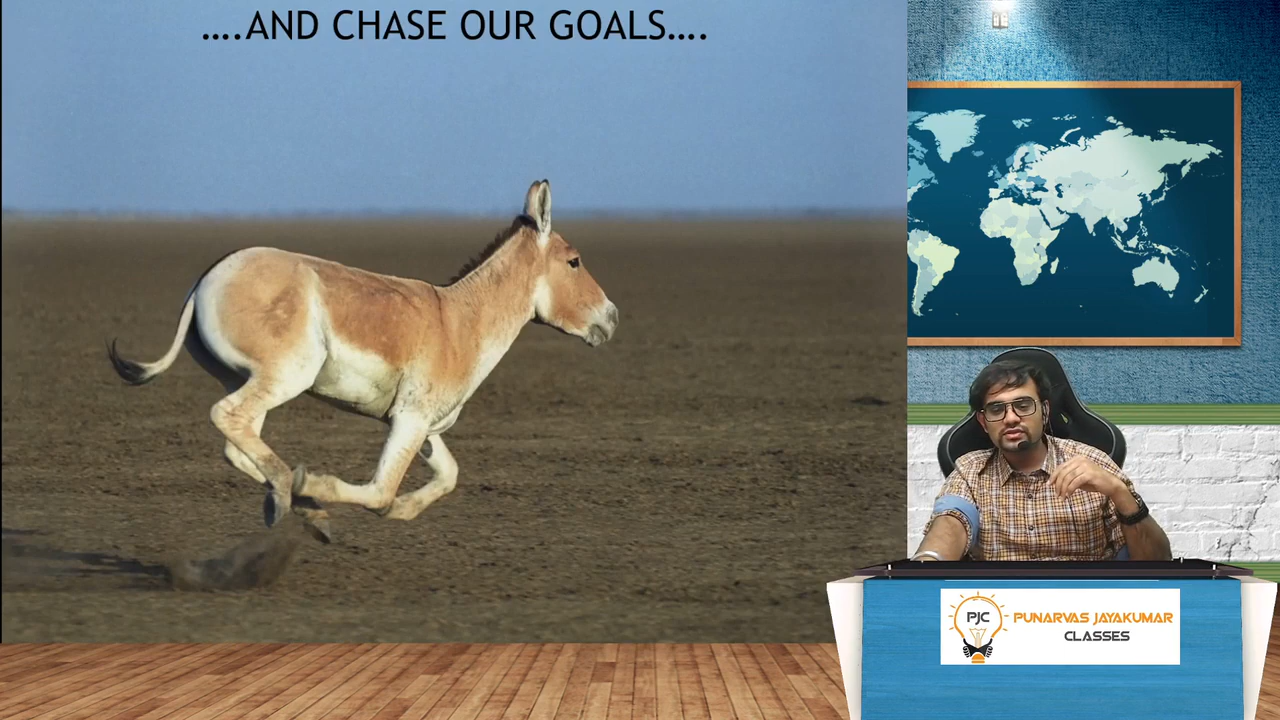 ....AND CHASE OUR GOALS....
PJC
PUNARVAS JAYAKUMAR
CLASSES